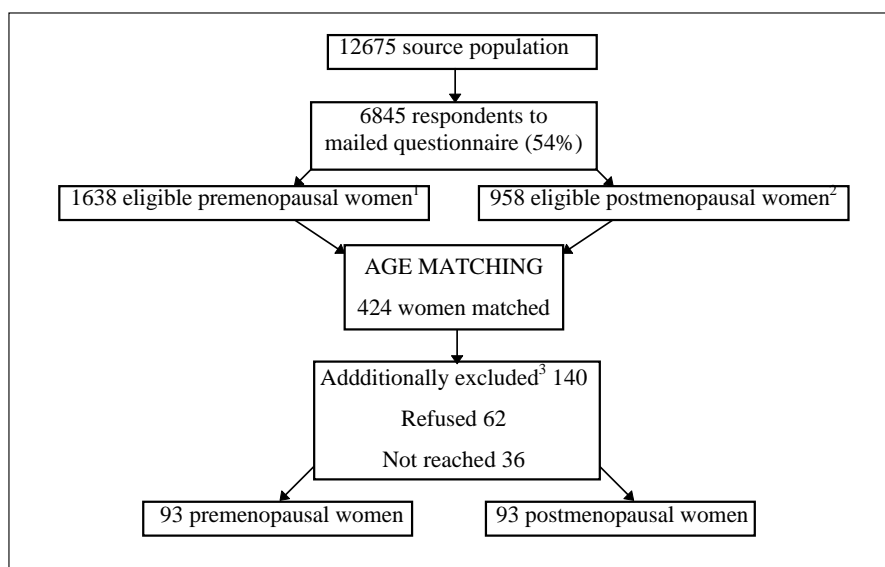 12675 source population
6845 respondents to
mailed questionnaire (54%)
1638 eligible premenopausal women¹
958 eligible postmenopausal women²
AGE MATCHING
424 women matched
Addditionally excluded³ 140
Refused 62
Not reached 36
93 premenopausal women
93 postmenopausal women